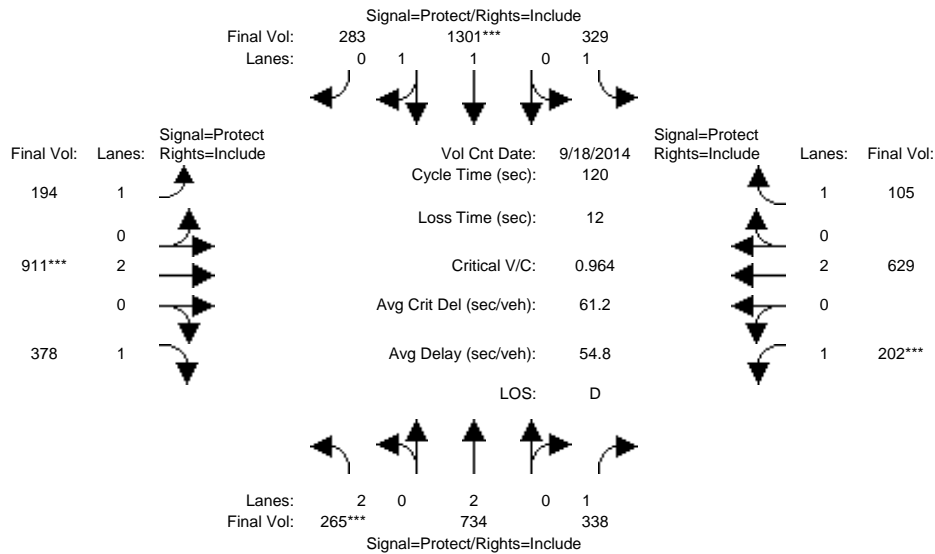 Signal=Protect/Rights=Include
Final Vol: 283 1301*** 329
Lanes: 0 1 1 0 1
Signal=Protect Signal=Protect
Final Vol: Lanes: Rights=Include Vol Cnt Date: 9/18/2014 Rights=Include Lanes: Final Vol:
Cycle Time (sec): 120
194 1 1 105
Loss Time (sec): 12
0 0
911*** 2 Critical V/C: 0.964 2 629
0 Avg Crit Del (sec/veh): 61.2 0
378 1 Avg Delay (sec/veh): 54.8 1 202***
LOS: D
Lanes: 2 0 2 0 1
Final Vol: 265*** 734 338
Signal=Protect/Rights=Include